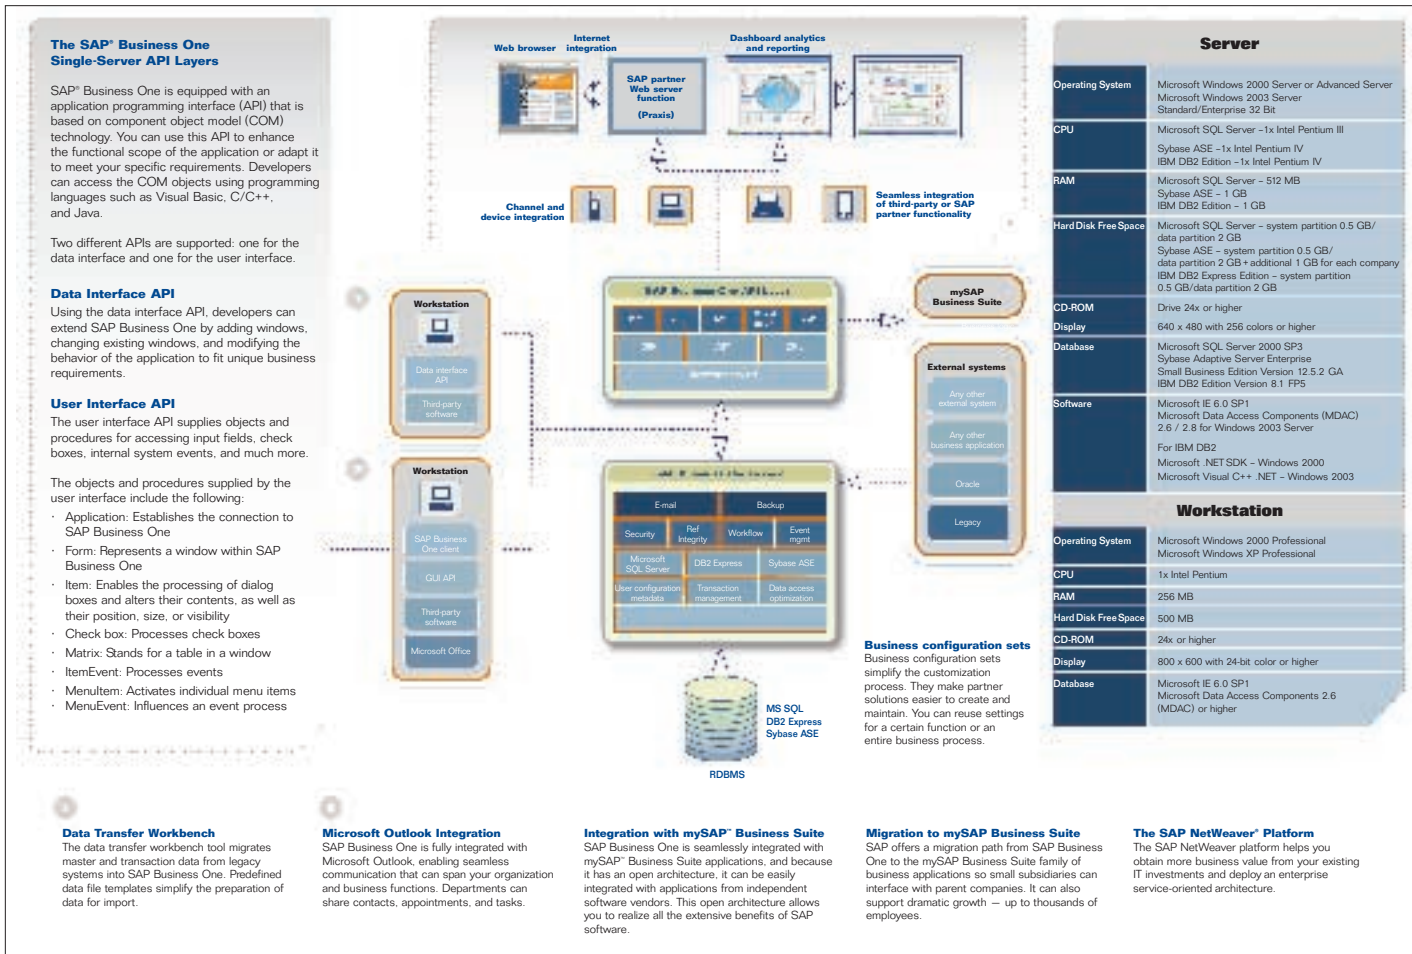 The SAP® Business One
Single-Server API Layers
SAP® Business One is equipped with an
application programming interface (API) that is
based on component object model (COM)
technology. You can use this API to enhance
the functional scope of the application or adapt it
to meet your specific requirements. Developers
can access the COM objects using programming
languages such as Visual Basic, C/C++,
and Java.
Two different APIs are supported: one for the
data interface and one for the user interface.
Data Interface API
Using the data interface API, developers can
extend SAP Business One by adding windows,
changing existing windows, and modifying the
behavior of the application to fit unique business
requirements.
User Interface API
The user interface API supplies objects and
procedures for accessing input fields, check
boxes, internal system events, and much more.
The objects and procedures supplied by the
user interface include the following:
· Application: Establishes the connection to
SAP Business One
· Form: Represents a window within SAP
Business One
· Item: Enables the processing of dialog
boxes and alters their contents, as well as
their position, size, or visibility
· Check box: Processes check boxes
· Matrix: Stands for a table in a window
· ItemEvent: Processes events
· MenuItem: Activates individual menu items
· MenuEvent: Influences an event process
Web browser
Internet
integration
SAP partner
Web server
function
(Praxis)
Dashboard analytics
and reporting
Channel and
device integration
Seamless integration
of third-party or SAP
partner functionality
Workstation
Data interface
API
Third-party
software
Workstation
SAP Business
One client
GUI API
Third-party
software
Microsoft Office
mySAP
Business Suite
External systems
Any other
external system
Any other
business application
Oracle
Legacy
E-mail
Backup
Security
Ref
Integrity
Workflow
Event
mgmt
Microsoft
SQL Server
DB2 Express
Sybase ASE
User configuration
metadata
Transaction
management
Data access
optimization
MS SQL
DB2 Express
Sybase ASE
RDBMS
Business configuration sets
Business configuration sets
simplify the customization
process. They make partner
solutions easier to create and
maintain. You can reuse settings
for a certain function or an
entire business process.
Server
Operating System
Microsoft Windows 2000 Server or Advanced Server
Microsoft Windows 2003 Server
Standard/Enterprise 32 Bit
CPU
Microsoft SQL Server –1x Intel Pentium III
Sybase ASE –1x Intel Pentium IV
IBM DB2 Edition –1x Intel Pentium IV
RAM
Microsoft SQL Server – 512 MB
Sybase ASE – 1 GB
IBM DB2 Edition – 1 GB
Hard Disk Free Space
Microsoft SQL Server – system partition 0.5 GB/
data partition 2 GB
Sybase ASE – system partition 0.5 GB/
data partition 2 GB + additional 1 GB for each company
IBM DB2 Express Edition – system partition
0.5 GB/data partition 2 GB
CD-ROM
Drive 24x or higher
Display
640 x 480 with 256 colors or higher
Database
Microsoft SQL Server 2000 SP3
Sybase Adaptive Server Enterprise
Small Business Edition Version 12.5.2 GA
IBM DB2 Edition Version 8.1 FP5
Software
Microsoft IE 6.0 SP1
Microsoft Data Access Components (MDAC)
2.6 / 2.8 for Windows 2003 Server
For IBM DB2
Microsoft .NET SDK – Windows 2000
Microsoft Visual C++ .NET – Windows 2003
Workstation
Operating System
Microsoft Windows 2000 Professional
Microsoft Windows XP Professional
CPU
1x Intel Pentium
RAM
256 MB
Hard Disk Free Space
500 MB
CD-ROM
24x or higher
Display
800 x 600 with 24-bit color or higher
Database
Microsoft IE 6.0 SP1
Microsoft Data Access Components 2.6
(MDAC) or higher
Data Transfer Workbench
The data transfer workbench tool migrates
master and transaction data from legacy
systems into SAP Business One. Predefined
data file templates simplify the preparation of
data for import.
Microsoft Outlook Integration
SAP Business One is fully integrated with
Microsoft Outlook, enabling seamless
communication that can span your organization
and business functions. Departments can
share contacts, appointments, and tasks.
Integration with mySAP™ Business Suite
SAP Business One is seamlessly integrated with
mySAP™ Business Suite applications, and because
it has an open architecture, it can be easily
integrated with applications from independent
software vendors. This open architecture allows
you to realize all the extensive benefits of SAP
software.
Migration to mySAP Business Suite
SAP offers a migration path from SAP Business
One to the mySAP Business Suite family of
business applications so small subsidiaries can
interface with parent companies. It can also
support dramatic growth — up to thousands of
employees.
The SAP NetWeaver® Platform
The SAP NetWeaver platform helps you
obtain more business value from your existing
IT investments and deploy an enterprise
service-oriented architecture.